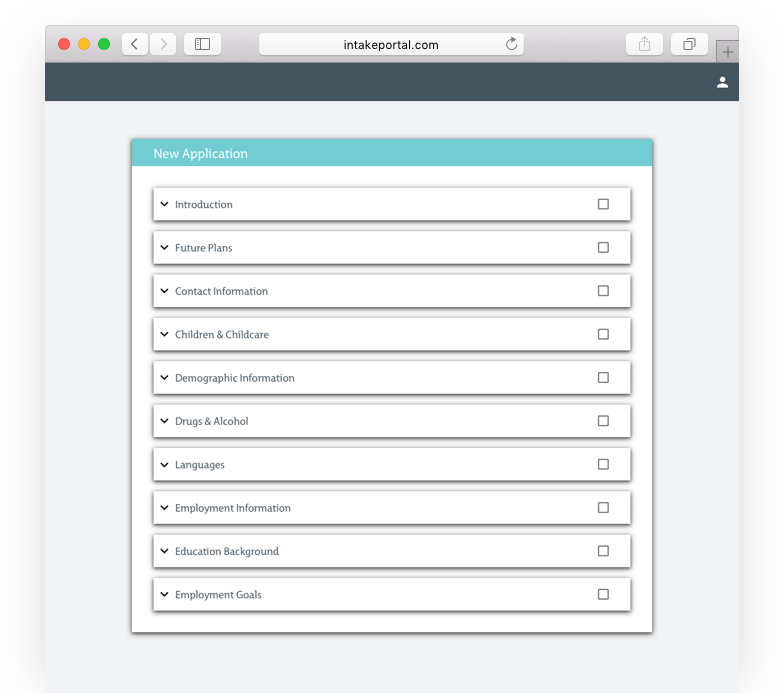 intakeportal.com
New Application
Introduction
Future Plans
Contact Information
Children & Childcare
Demographic Information
Drugs & Alcohol
Languages
Employment Information
Education Background
Employment Goals